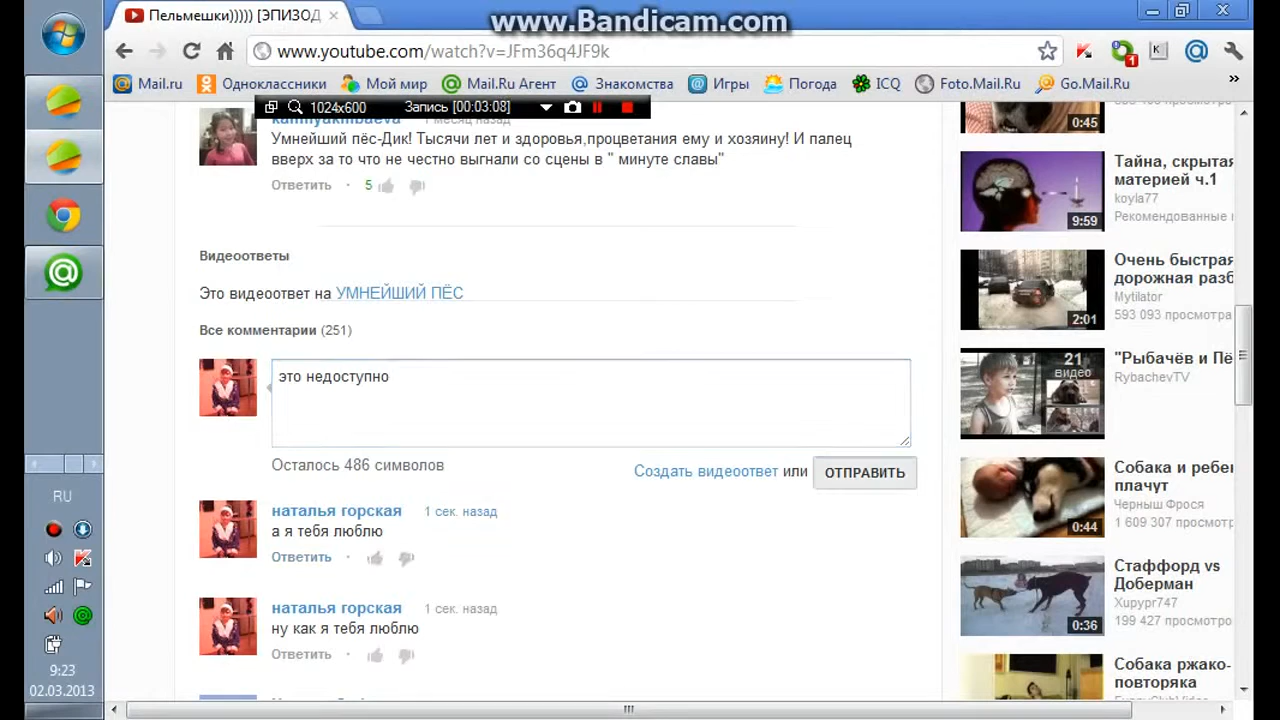 Пельмешки))))) [ЭПИЗОД
www.Bandicam.com
www.youtube.com/watch?v=JFm36q4JF9k
Mail.ru
Одноклассники
Мой мир
Mail.Ru Агент
Знакомства
Игры
Погода
ICQ
Foto.Mail.Ru
Go.Mail.Ru
1024x600
Запись [00:03:08]
1 месяц назад
Умнейший пёс-Дик! Тысячи лет и здоровья,процветания ему и хозяину! И палец
вверх за то что не честно выгнали со сцены в " минуте славы"
Ответить · 5
Видеоответы
Это видеоответ на УМНЕЙШИЙ ПЁС
Все комментарии (251)
это недоступно
Осталось 486 символов
Создать видеоответ или ОТПРАВИТЬ
наталья горская 1 сек. назад
а я тебя люблю
Ответить ·
наталья горская 1 сек. назад
ну как я тебя люблю
Ответить ·
0:45
Тайна, скрытая
материей ч.1
koyla77
Рекомендованные
9:59
Очень быстрая
дорожная разб
Mytilator
593 093 просмотра
2:01
"Рыбачёв и Пё
RybachevTV
21
видео
Собака и ребен
плачут
Черныш Фрося
1 609 307 просмотр
0:44
Стаффорд vs
Доберман
Xupypr747
199 427 просмотро
0:36
Собака ржако-
повторяка
RU
9:23
02.03.2013